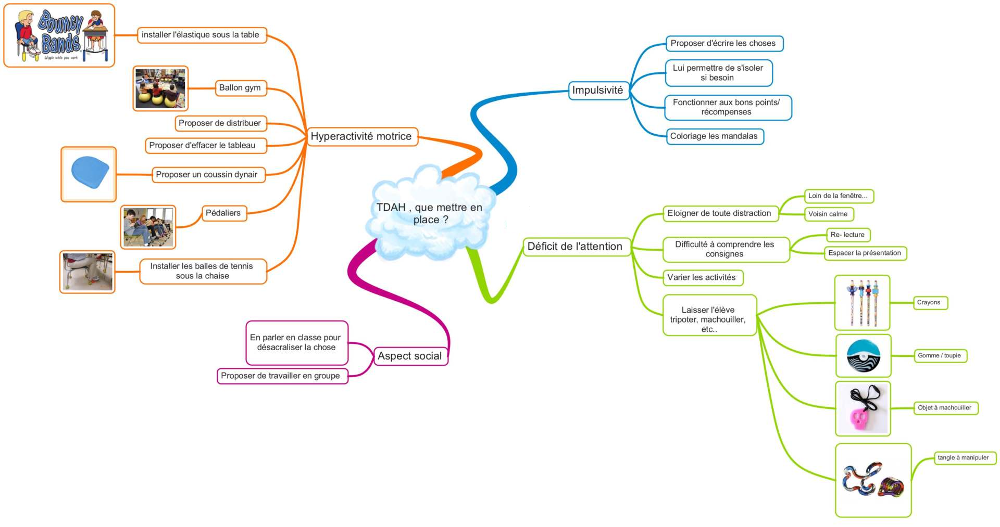 TDAH , que mettre en
place ?
Hyperactivité motrice
installer l'élastique sous la table
Bouncy
Bands
Wiggle while you work
Ballon gym
Proposer de distribuer
Proposer d'effacer le tableau
Proposer un coussin dynair
Pédaliers
Installer les balles de tennis
sous la chaise
Impulsivité
Proposer d'écrire les choses
Lui permettre de s'isoler
si besoin
Fonctionner aux bons points/
récompenses
Coloriage les mandalas
Déficit de l'attention
Eloigner de toute distraction
Loin de la fenêtre...
Voisin calme
Difficulté à comprendre les
consignes
Re- lecture
Espacer la présentation
Varier les activités
Laisser l'élève
tripoter, machouiller,
etc..
Crayons
Gomme / toupie
Objet à machouiller
tangle à manipuler
Aspect social
En parler en classe pour
désacraliser la chose
Proposer de travailler en groupe